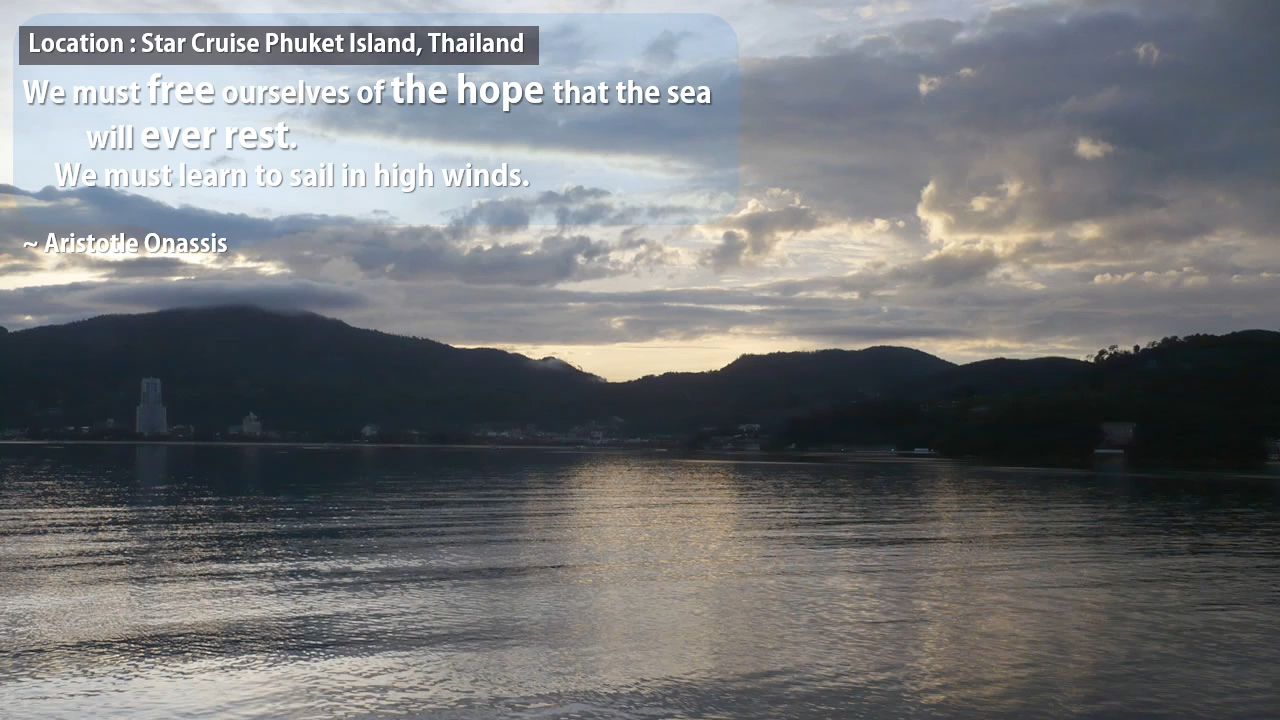 Location : Star Cruise Phuket Island, Thailand
We must free ourselves of the hope that the sea
will ever rest.
We must learn to sail in high winds.
~ Aristotle Onassis